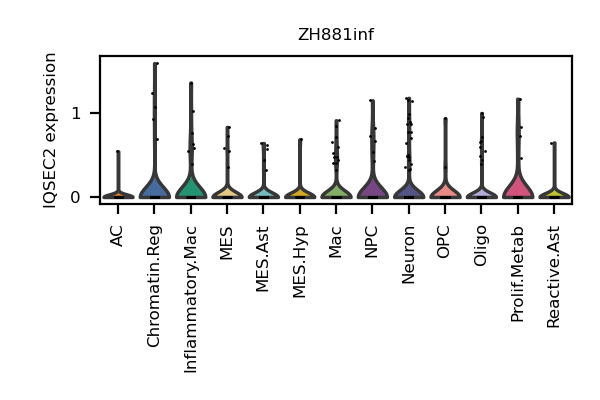 ZH881inf
IQSEC2 expression
1
0
AC
Chromatin.Reg
Inflammatory.Mac
MES
MES.Ast
MES.Hyp
Mac
NPC
Neuron
OPC
Oligo
Prolif.Metab
Reactive.Ast